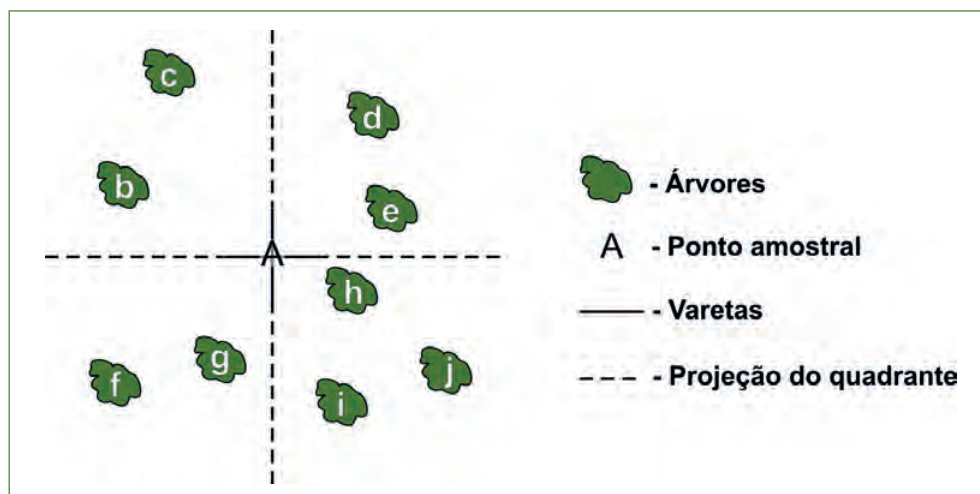 c
d
b
e
A
h
g
f
j
i
- Árvores
A - Ponto amostral
- Varetas
- Projeção do quadrante